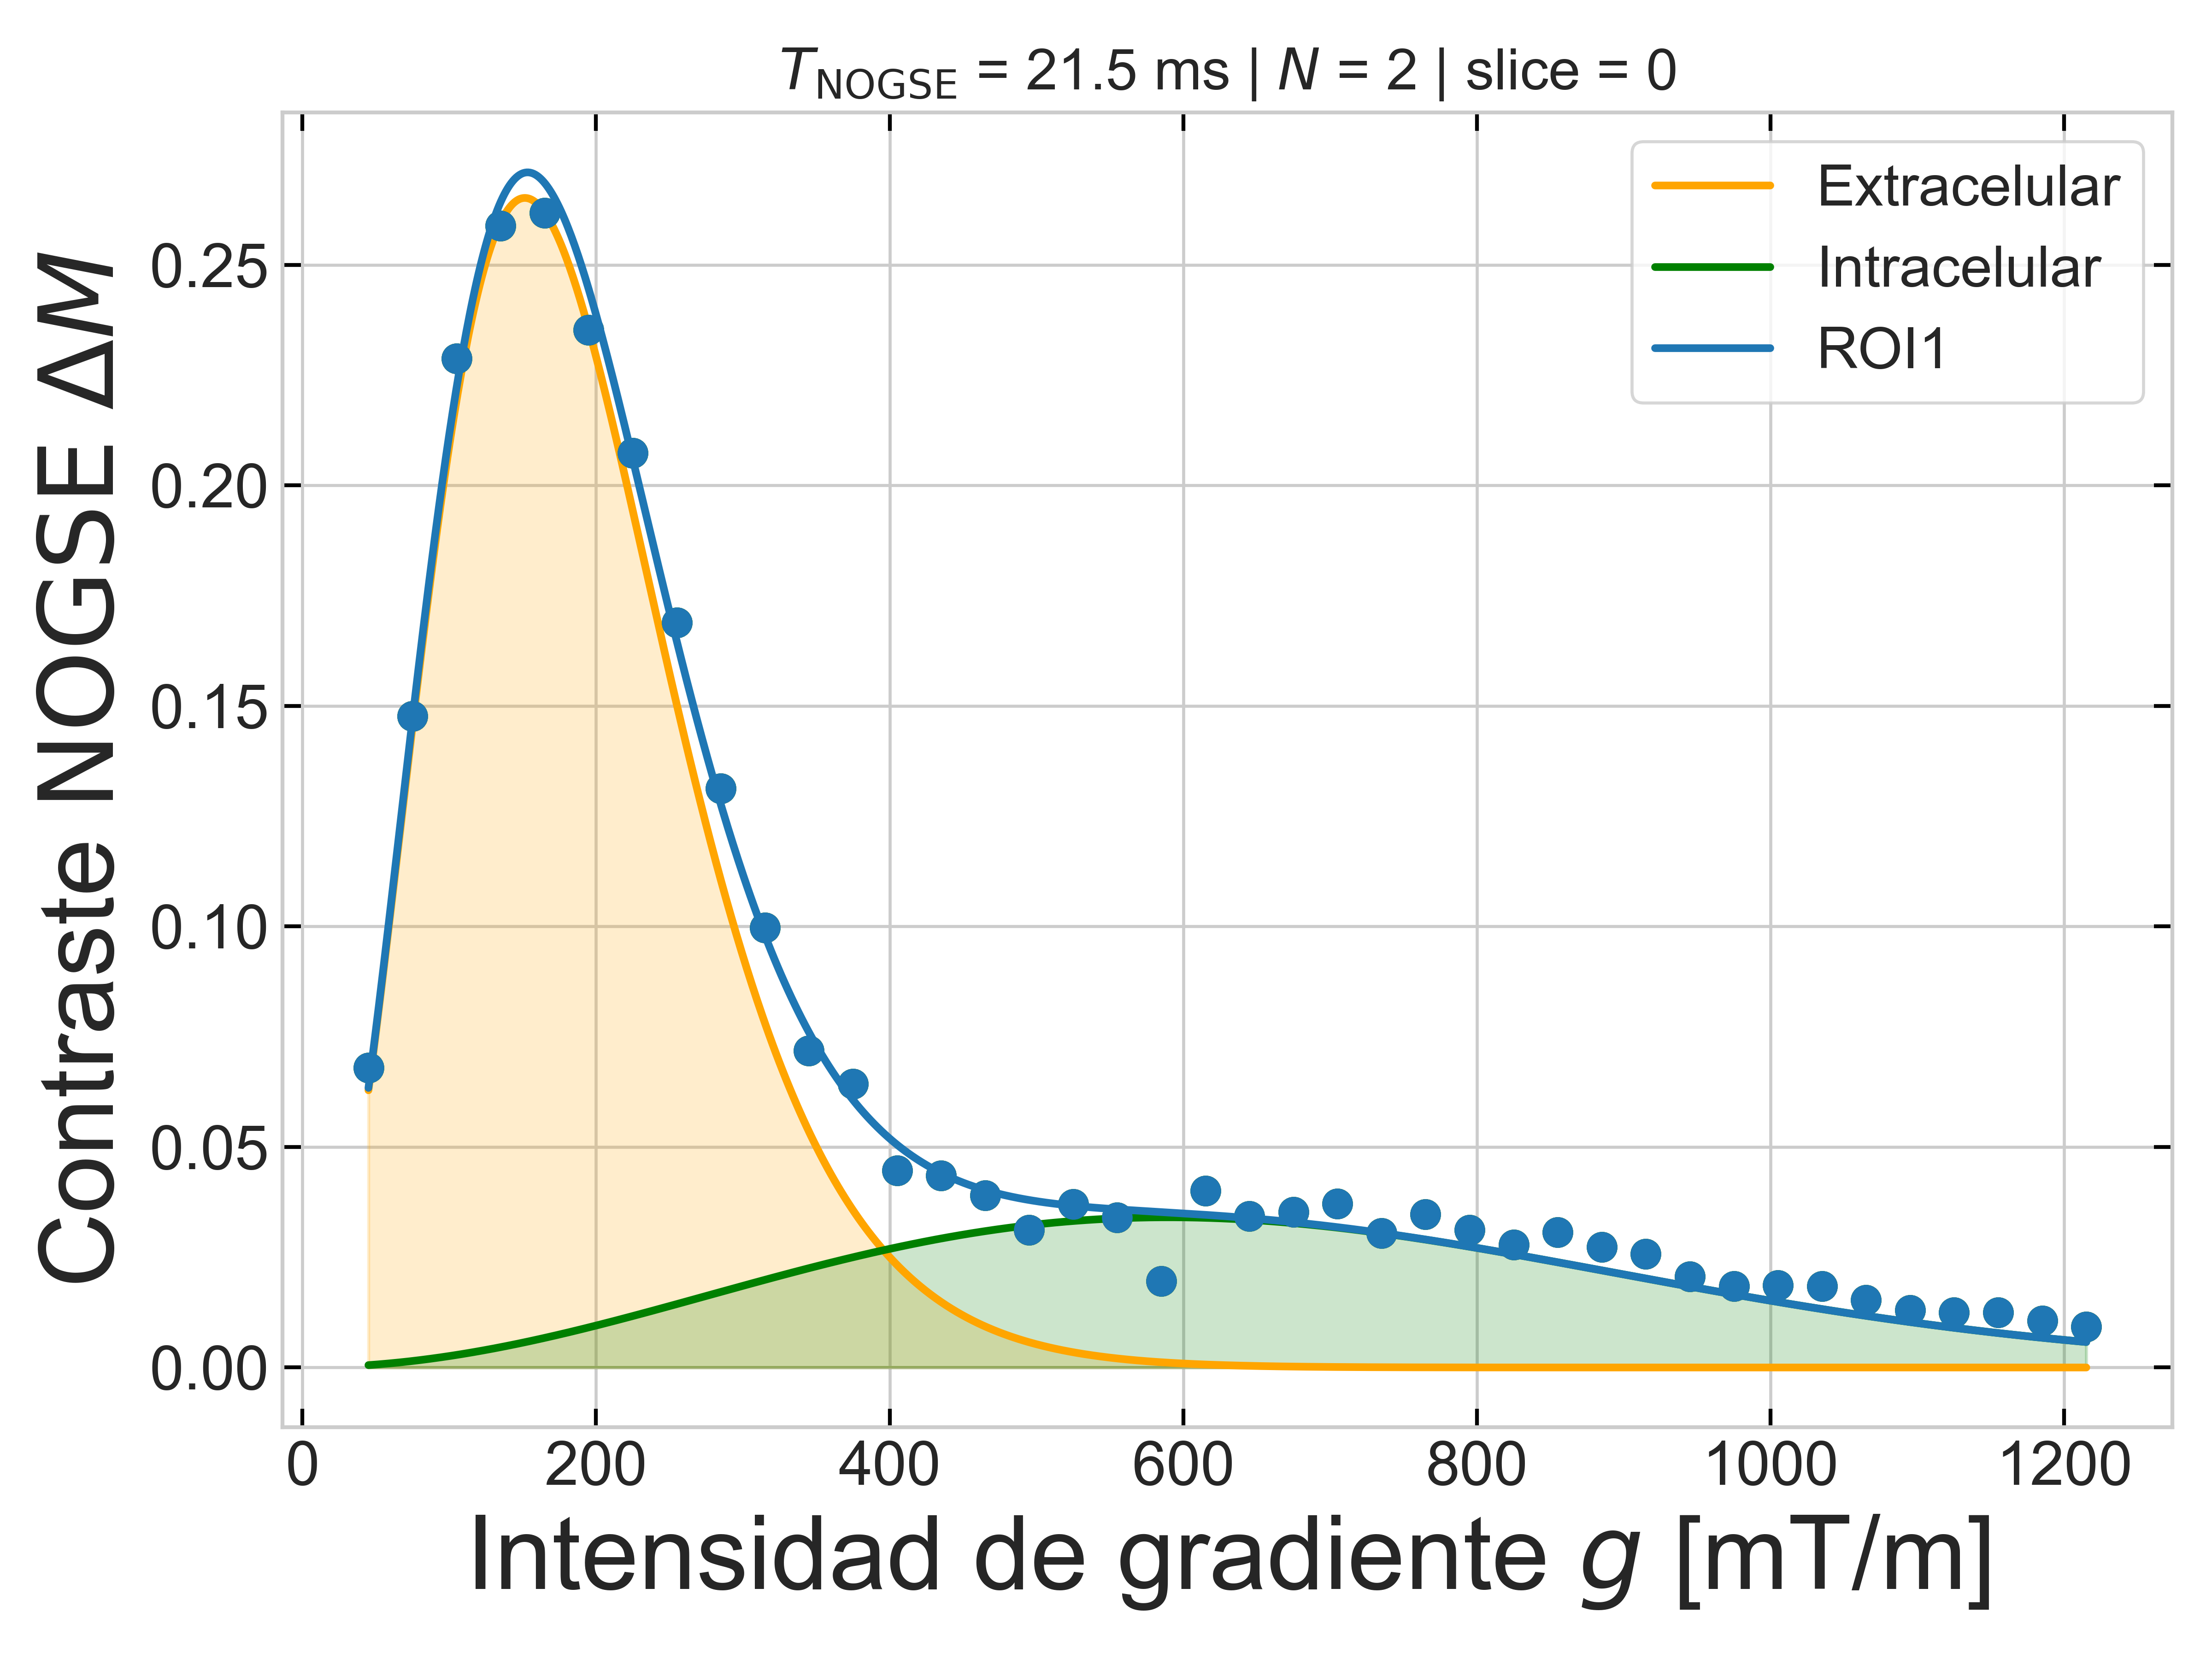 T_NOGSE = 21.5 ms | N = 2 | slice = 0
Extracelular
Intracelular
ROI1
Contraste NOGSE ΔM
0.25
0.20
0.15
0.10
0.05
0.00
0 200 400 600 800 1000 1200
Intensidad de gradiente g [mT/m]